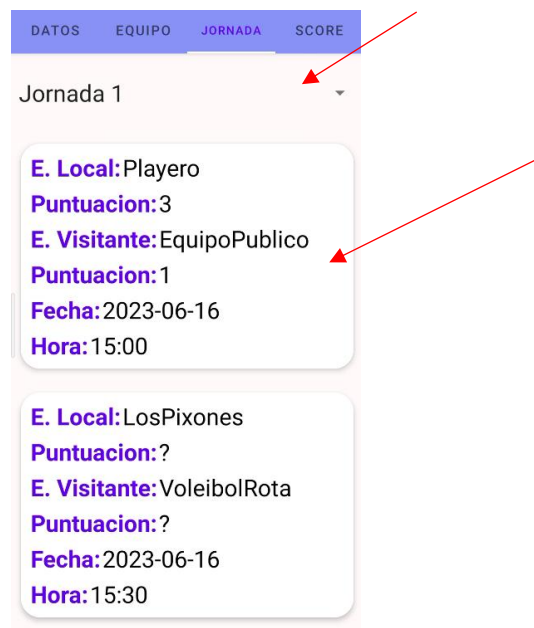 DATOS EQUIPO JORNADA SCORE
Jornada 1
E. Local:Playero
Puntuacion:3
E. Visitante:EquipoPublico
Puntuacion:1
Fecha:2023-06-16
Hora:15:00
E. Local:LosPixones
Puntuacion:?
E. Visitante:VoleibolRota
Puntuacion:?
Fecha:2023-06-16
Hora:15:30